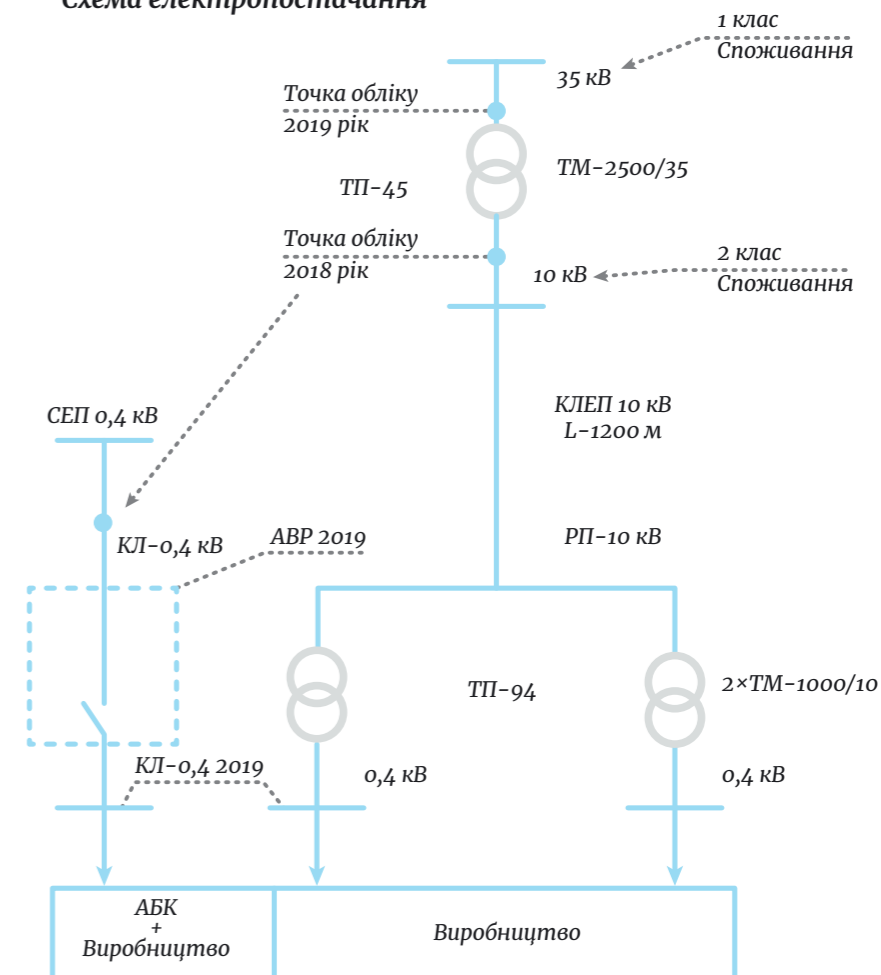 Схема електропостачання
1 клас
Споживання
35 кВ
Точка обліку
2019 рік
ТМ-2500/35
ТП-45
Точка обліку
2018 рік
2 клас
Споживання
10 кВ
КЛЕП 10 кВ
L-1200 м
СЕП 0,4 кВ
КЛ-0,4 кВ
АВР 2019
РП-10 кВ
ТП-94
2×ТМ-1000/10
КЛ-0,4 2019
0,4 кВ
0,4 кВ
АБК
+
Виробництво
Виробництво